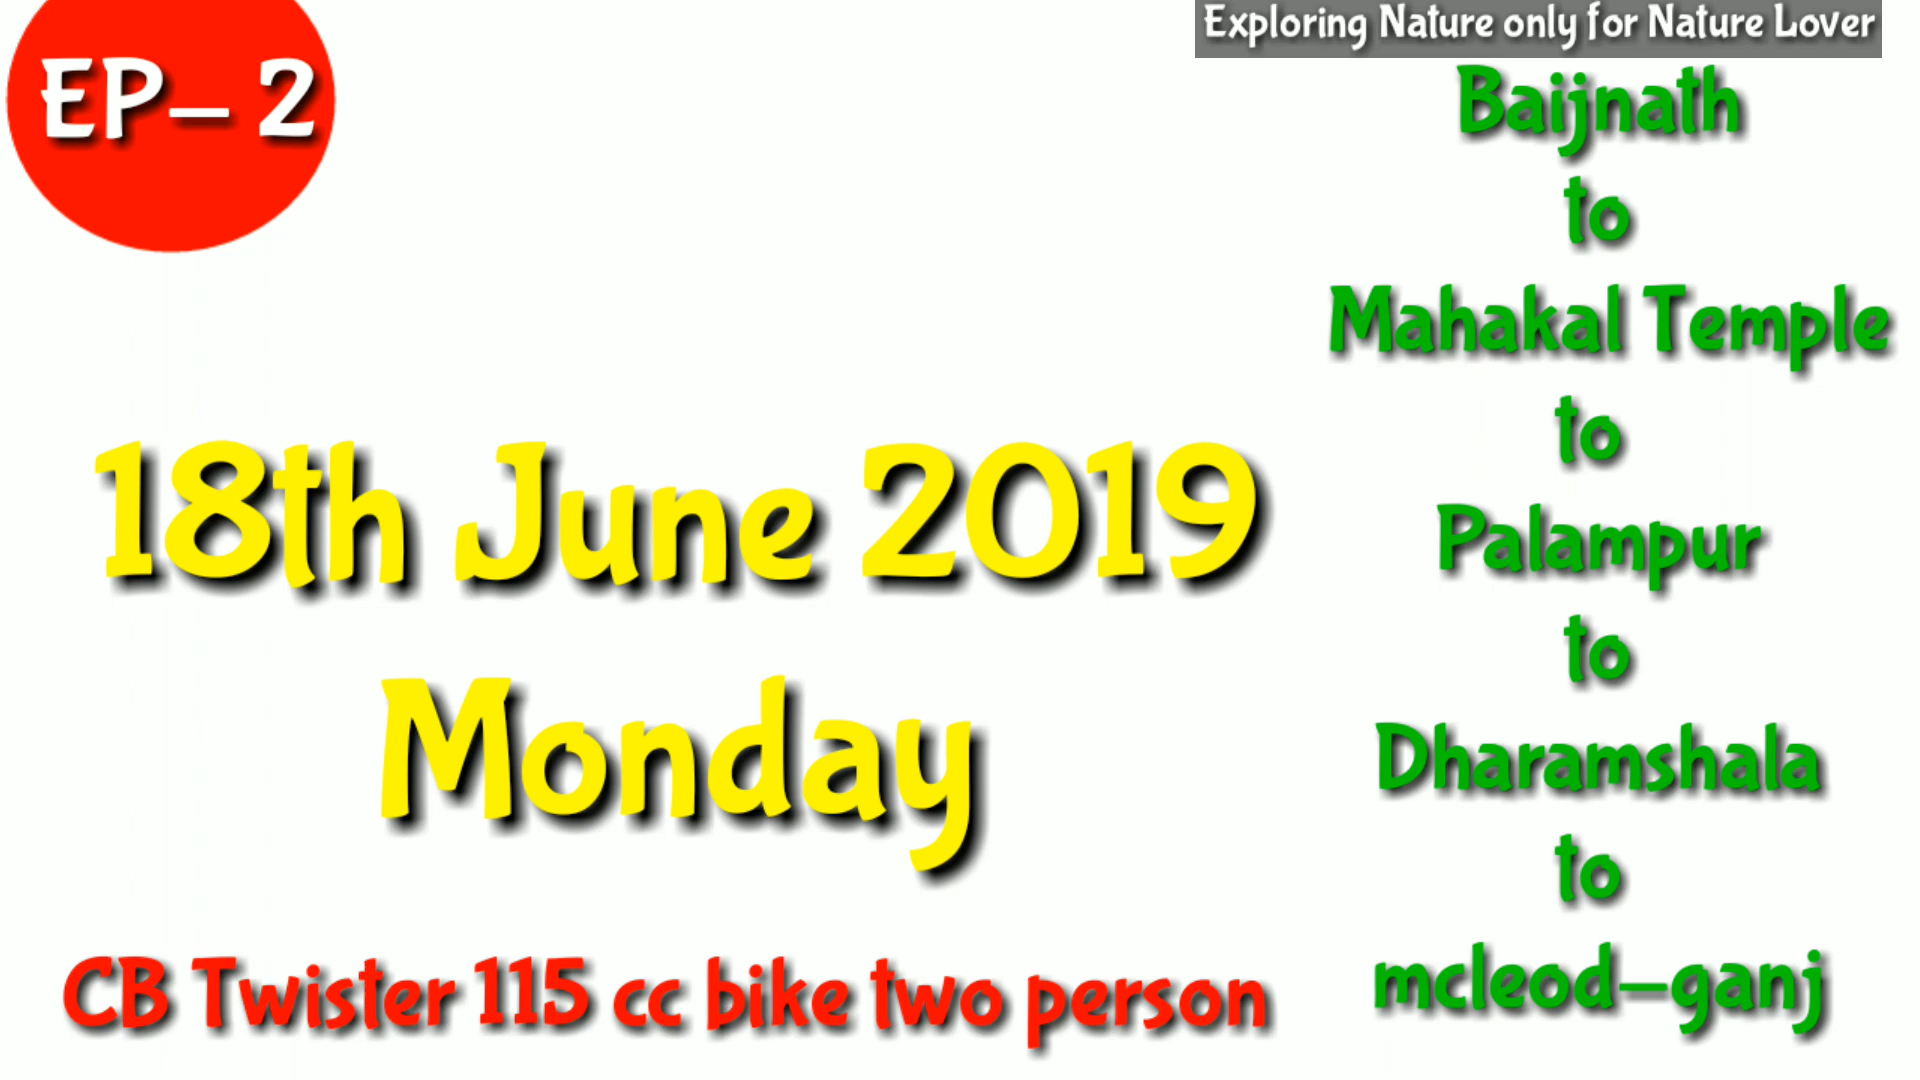 EP- 2
Exploring Nature only for Nature Lover
Baijnath
to
Mahakal Temple
to
Palampur
to
Dharamshala
to
mcleod-ganj
18th June 2019
Monday
CB Twister 115 cc bike two person